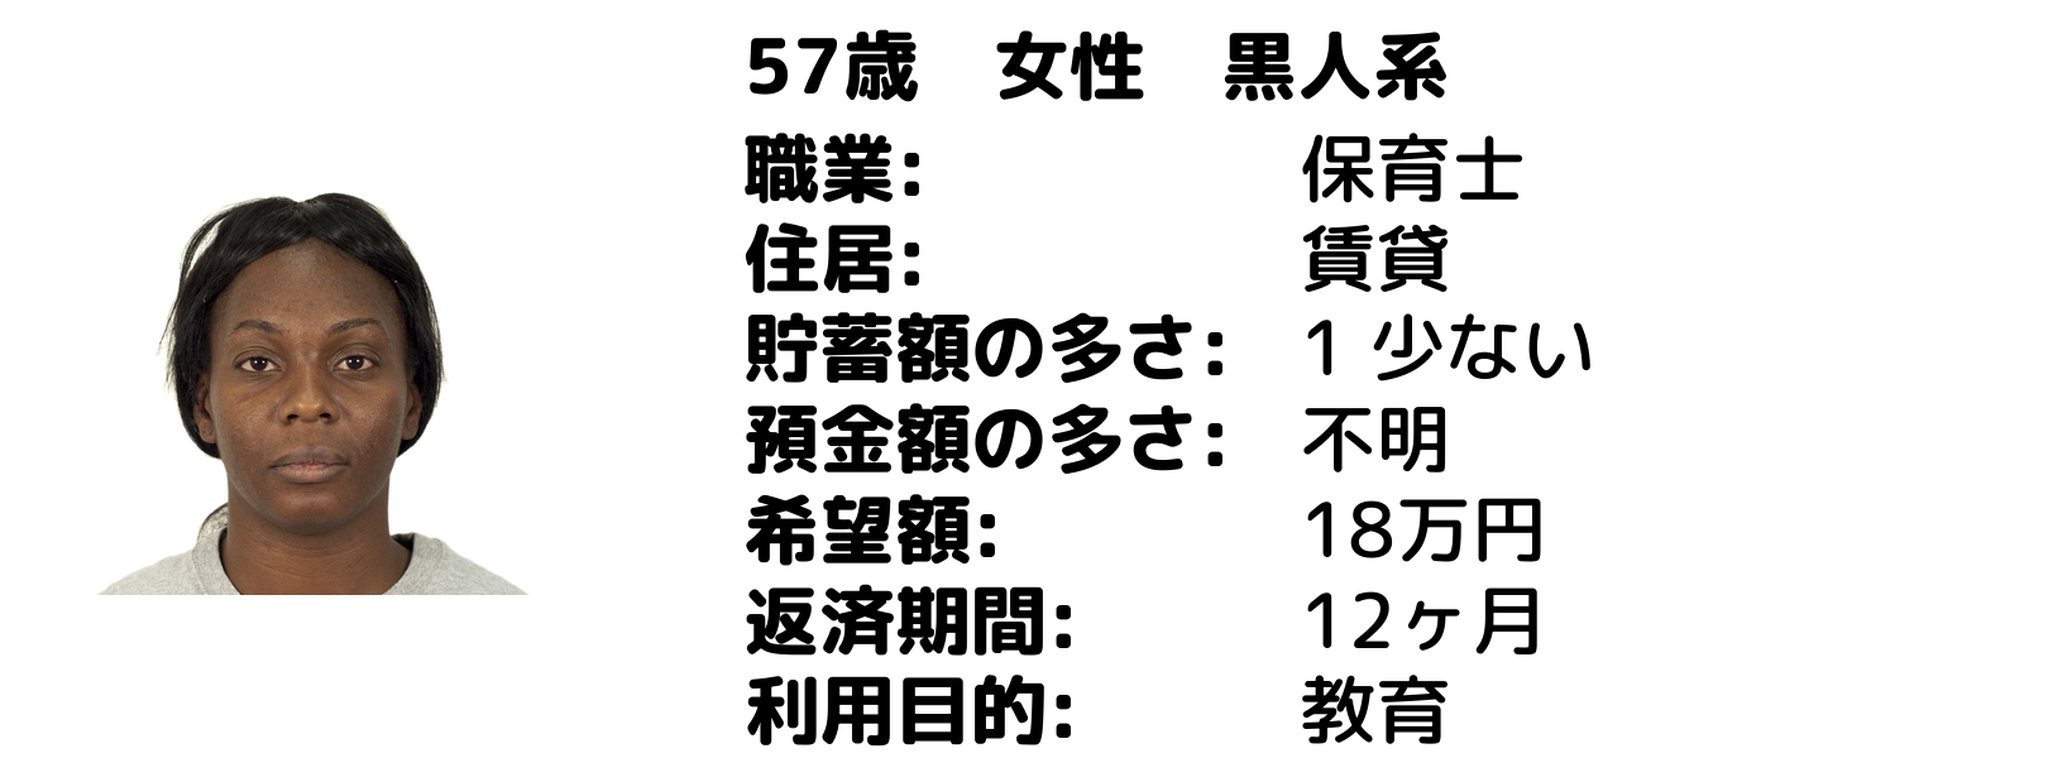 57歳　女性　黒人系
職業: 保育士
住居: 賃貸
貯蓄額の多さ: 1 少ない
預金額の多さ: 不明
希望額: 18万円
返済期間: 12ヶ月
利用目的: 教育